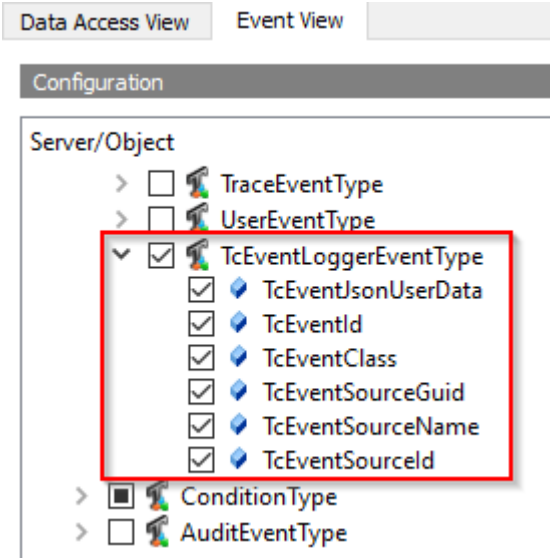 Data Access View Event View
Configuration
Server/Object
TraceEventType
UserEventType
TcEventLoggerEventType
TcEventJsonUserData
TcEventId
TcEventClass
TcEventSourceGuid
TcEventSourceName
TcEventSourceId
ConditionType
AuditEventType